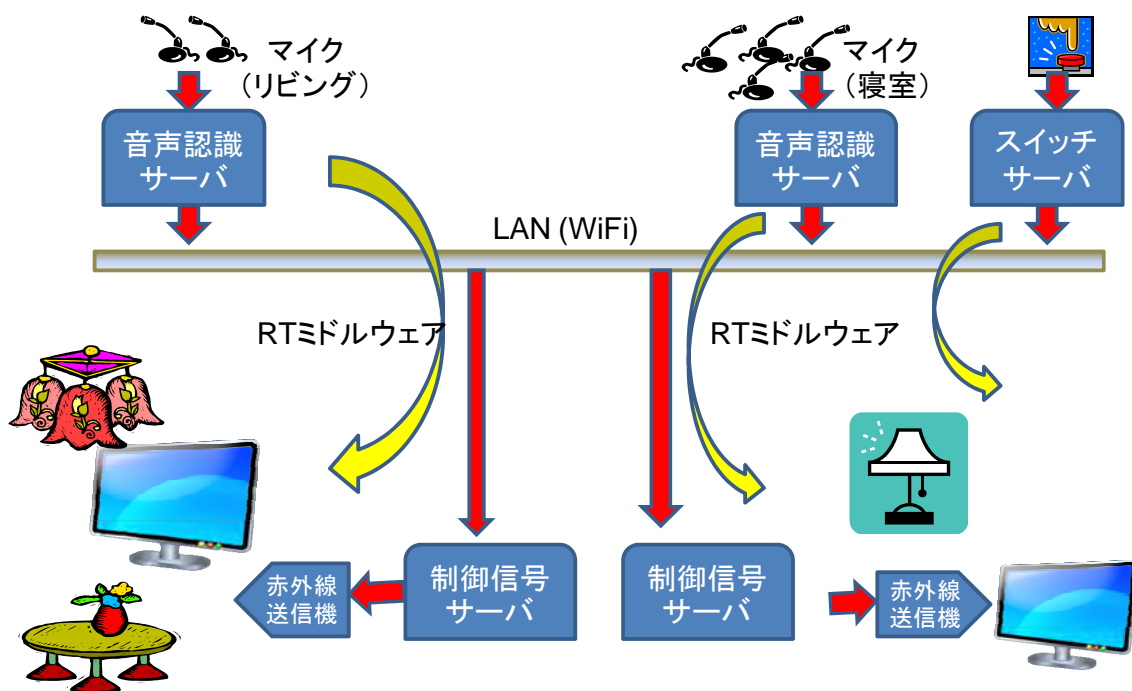 マイク
（リビング）
マイク
（寝室）
音声認識
サーバ
音声認識
サーバ
スイッチ
サーバ
LAN (WiFi)
RTミドルウェア
RTミドルウェア
赤外線
送信機
制御信号
サーバ
制御信号
サーバ
赤外線
送信機